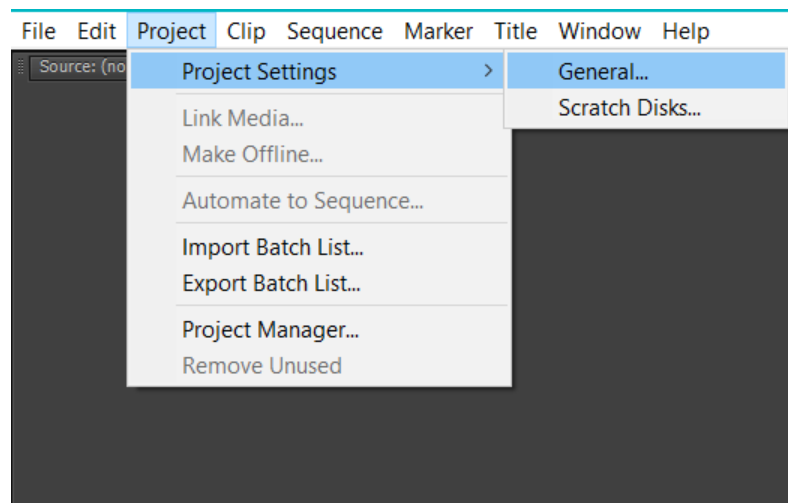 File Edit Project Clip Sequence Marker Title Window Help
Source: (no
Project Settings > General...
Scratch Disks...
Link Media...
Make Offline...
Automate to Sequence...
Import Batch List...
Export Batch List...
Project Manager...
Remove Unused